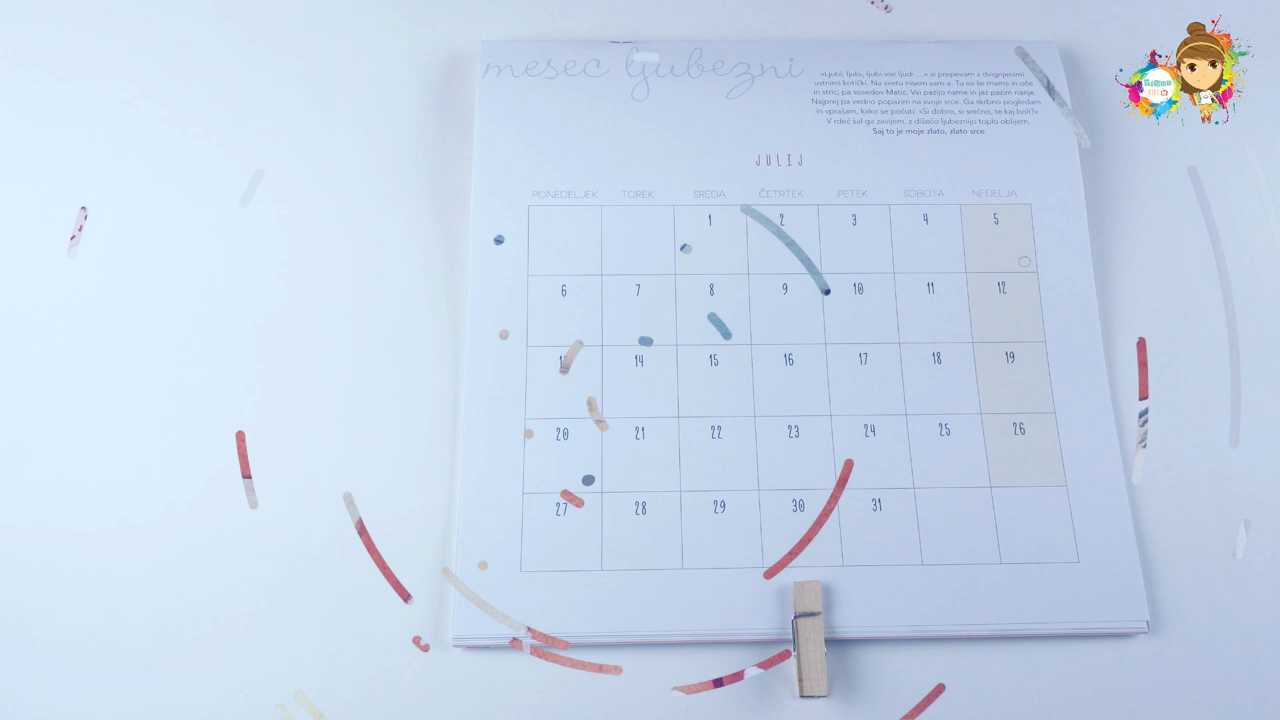 mesec ljubezni
»Ljubi, ljubi, ljubi vse ljudi ...« si prepevam z dvignjenimi
ustnimi kotički. Na svetu nisem sam-a. Tu so še mama in oče
in stric, pa sosedov Matic. Vsi pazijo name in jaz pazim nanje.
Najprej pa vedno popazim na svoje srce. Ga skrbno pogledam
in vprašam, kako se počuti: »Si dobro, si srečno, te kaj boli?«
V rdeč šal ga zavijem, z dišečo ljubeznijo toplo oblijem.
Saj to je moje zlato, zlato srce.
JULIJ
PONEDELJEK TOREK SREDA ČETRTEK PETEK SOBOTA NEDELJA
1 2 3 4 5
6 7 8 9 10 11 12
14 15 16 17 18 19
20 21 22 23 24 25 26
27 28 29 30 31